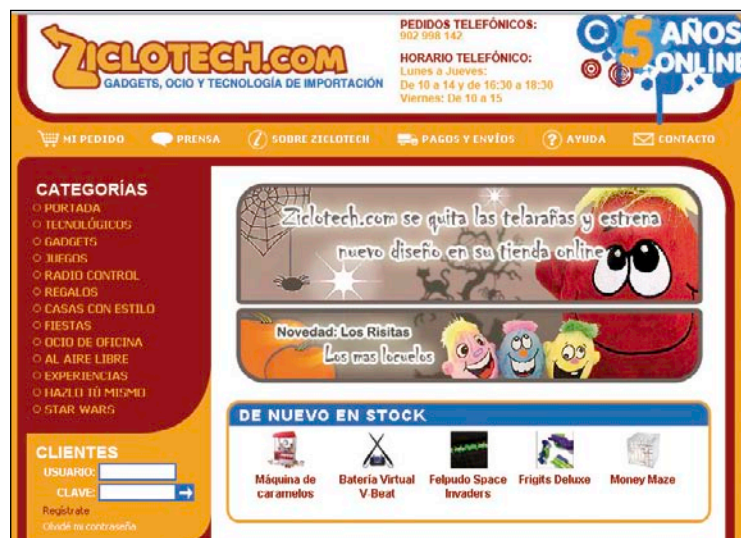 ZICLOTECH.COM
GADGETS, OCIO Y TECNOLOGÍA DE IMPORTACIÓN
PEDIDOS TELEFÓNICOS:
902 998 142
HORARIO TELEFÓNICO:
Lunes a Jueves:
De 10 a 14 y de 16:30 a 18:30
Viernes: De 10 a 15
5 AÑOS
ONLINE
MI PEDIDO
PRENSA
SOBRE ZICLOTECH
PAGOS Y ENVÍOS
AYUDA
CONTACTO
CATEGORÍAS
PORTADA
TECNOLÓGICOS
GADGETS
JUEGOS
RADIO CONTROL
REGALOS
CASAS CON ESTILO
FIESTAS
OCIO DE OFICINA
AL AIRE LIBRE
EXPERIENCIAS
HAZLO TÚ MISMO
STAR WARS
CLIENTES
USUARIO:
CLAVE:
Regístrate
Olvidé mi contraseña
Ziclotech.com se quita las telarañas y estrena
nuevo diseño en su tienda online
Novedad: Los Risitas
Los mas locuelos
DE NUEVO EN STOCK
Máquina de
caramelos
Batería Virtual
V-Beat
Felpudo Space
Invaders
Frigits Deluxe
Money Maze